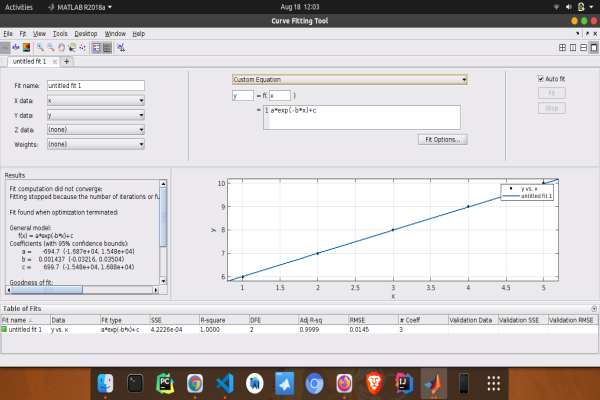 Activities MATLAB R2018a Aug 18 12:03
Curve Fitting Tool
File Fit View Tools Desktop Window Help
untitled fit 1
Fit name: untitled fit 1
X data: x
Y data: y
Z data: (none)
Weights: (none)
Custom Equation
y = f( x )
= 1 a*exp(-b*x)+c
Fit Options...
Auto fit
Fit
Stop
Results
Fit computation did not converge:
Fitting stopped because the number of iterations or fu
Fit found when optimization terminated:
General model:
f(x) = a*exp(-b*x)+c
Coefficients (with 95% confidence bounds):
a = -694.7 (-1.687e+04, 1.548e+04)
b = 0.001437 (-0.03216, 0.03504)
c = 699.7 (-1.548e+04, 1.688e+04)
Goodness of fit:
10
9
8
7
6
y
1 1.5 2 2.5 3 3.5 4 4.5 5
x
y vs. x
untitled fit 1
Table of Fits
Fit name Data Fit type SSE R-square DFE Adj R-sq RMSE # Coeff Validation Data Validation SSE Validation RMSE
untitled fit 1 y vs. x a*exp(-b*x)+c 4.2226e-04 1.0000 2 0.9999 0.0145 3